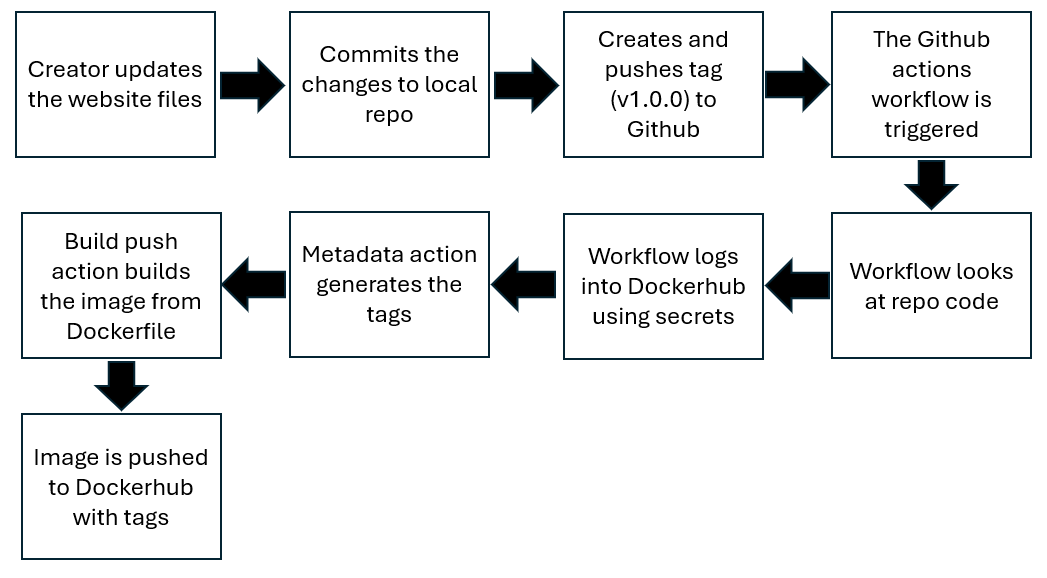 Creator updates
the website files
Commits the
changes to local
repo
Creates and
pushes tag
(v1.0.0) to
Github
The Github
actions
workflow is
triggered
Workflow looks
at repo code
Workflow logs
into Dockerhub
using secrets
Metadata action
generates the
tags
Build push
action builds
the image from
Dockerfile
Image is pushed
to Dockerhub
with tags